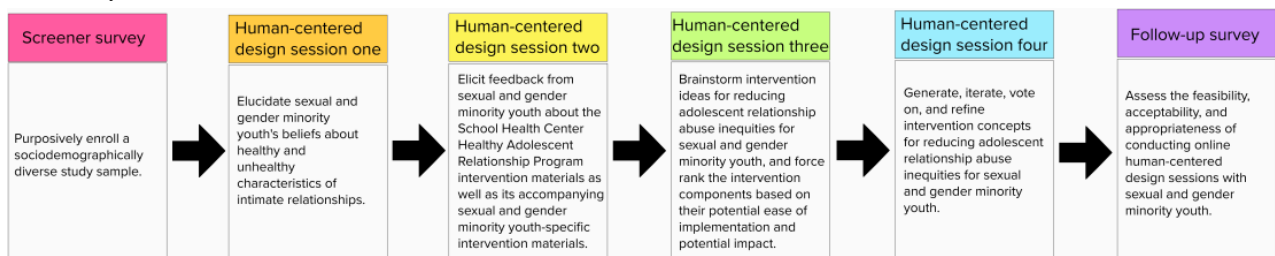 Screener survey
Purposively enroll a
sociodemographically
diverse study sample.
Human-centered
design session one
Elucidate sexual and
gender minority
youth's beliefs about
healthy and
unhealthy
characteristics of
intimate relationships.
Human-centered
design session two
Elicit feedback from
sexual and gender
minority youth about the
School Health Center
Healthy Adolescent
Relationship Program
intervention materials as
well as its accompanying
sexual and gender
minority youth-specific
intervention materials.
Human-centered
design session three
Brainstorm intervention
ideas for reducing
adolescent relationship
abuse inequities for
sexual and gender
minority youth, and force
rank the intervention
components based on
their potential ease of
implementation and
potential impact.
Human-centered
design session four
Generate, iterate, vote
on, and refine
intervention concepts
for reducing adolescent
relationship abuse
inequities for sexual
and gender minority
youth.
Follow-up survey
Assess the feasibility,
acceptability, and
appropriateness of
conducting online
human-centered
design sessions with
sexual and gender
minority youth.